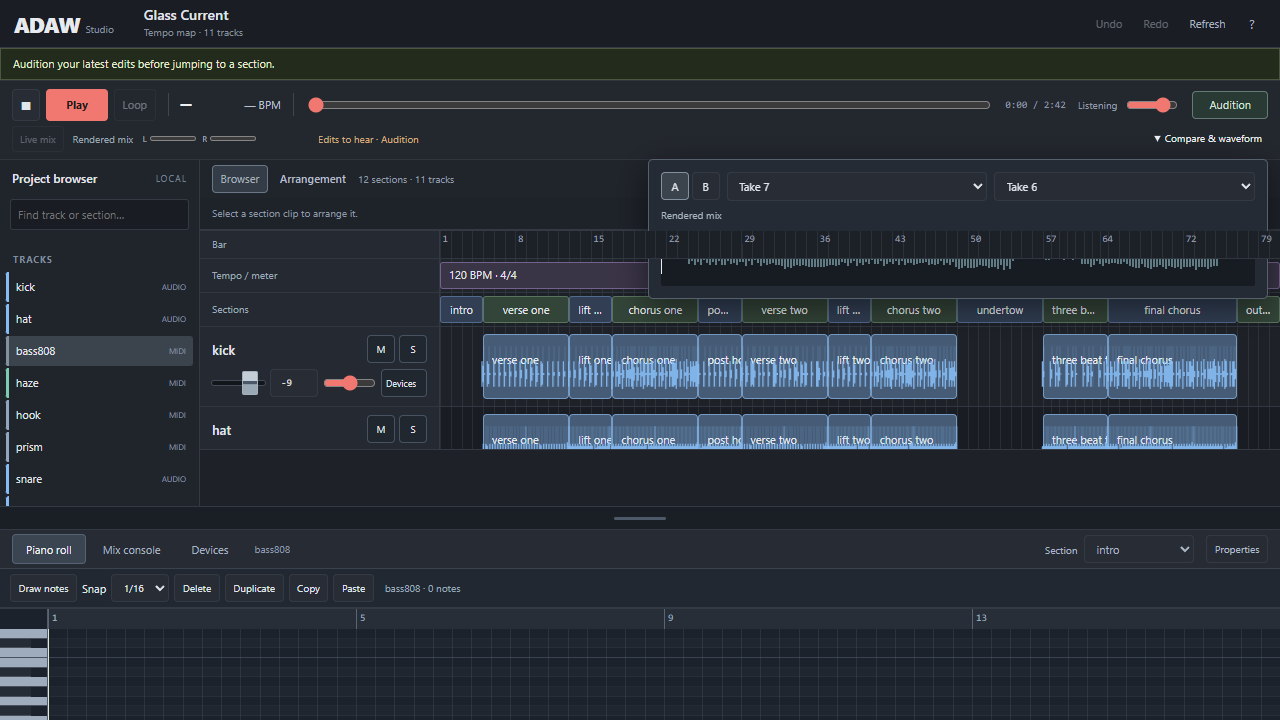 ADAW Studio
Glass Current
Tempo map · 11 tracks
Undo Redo Refresh ?
Audition your latest edits before jumping to a section.
Play Loop — — BPM 0:00 / 2:42 Listening Audition
Live mix Rendered mix L R Edits to hear · Audition ▼ Compare & waveform
Project browser LOCAL
Browser Arrangement 12 sections · 11 tracks
A B Take 7 Take 6
Find track or section...
Select a section clip to arrange it.
Rendered mix
Bar 1 8 15 22 29 36 43 50 57 64 72 79
TRACKS
Tempo / meter 120 BPM · 4/4
kick AUDIO
hat AUDIO
bass808 MIDI
haze MIDI
hook MIDI
prism MIDI
snare AUDIO
Sections intro verse one lift ... chorus one po... verse two lift ... chorus two undertow three b... final chorus out...
kick M S
-9 Devices
verse one lift one chorus one post ho verse two lift two chorus two three beat f final chorus
hat M S
verse one lift one chorus one post ho verse two lift two chorus two three beat f final chorus
Piano roll Mix console Devices bass808 Section intro Properties
Draw notes Snap 1/16 Delete Duplicate Copy Paste bass808 · 0 notes
1 5 9 13